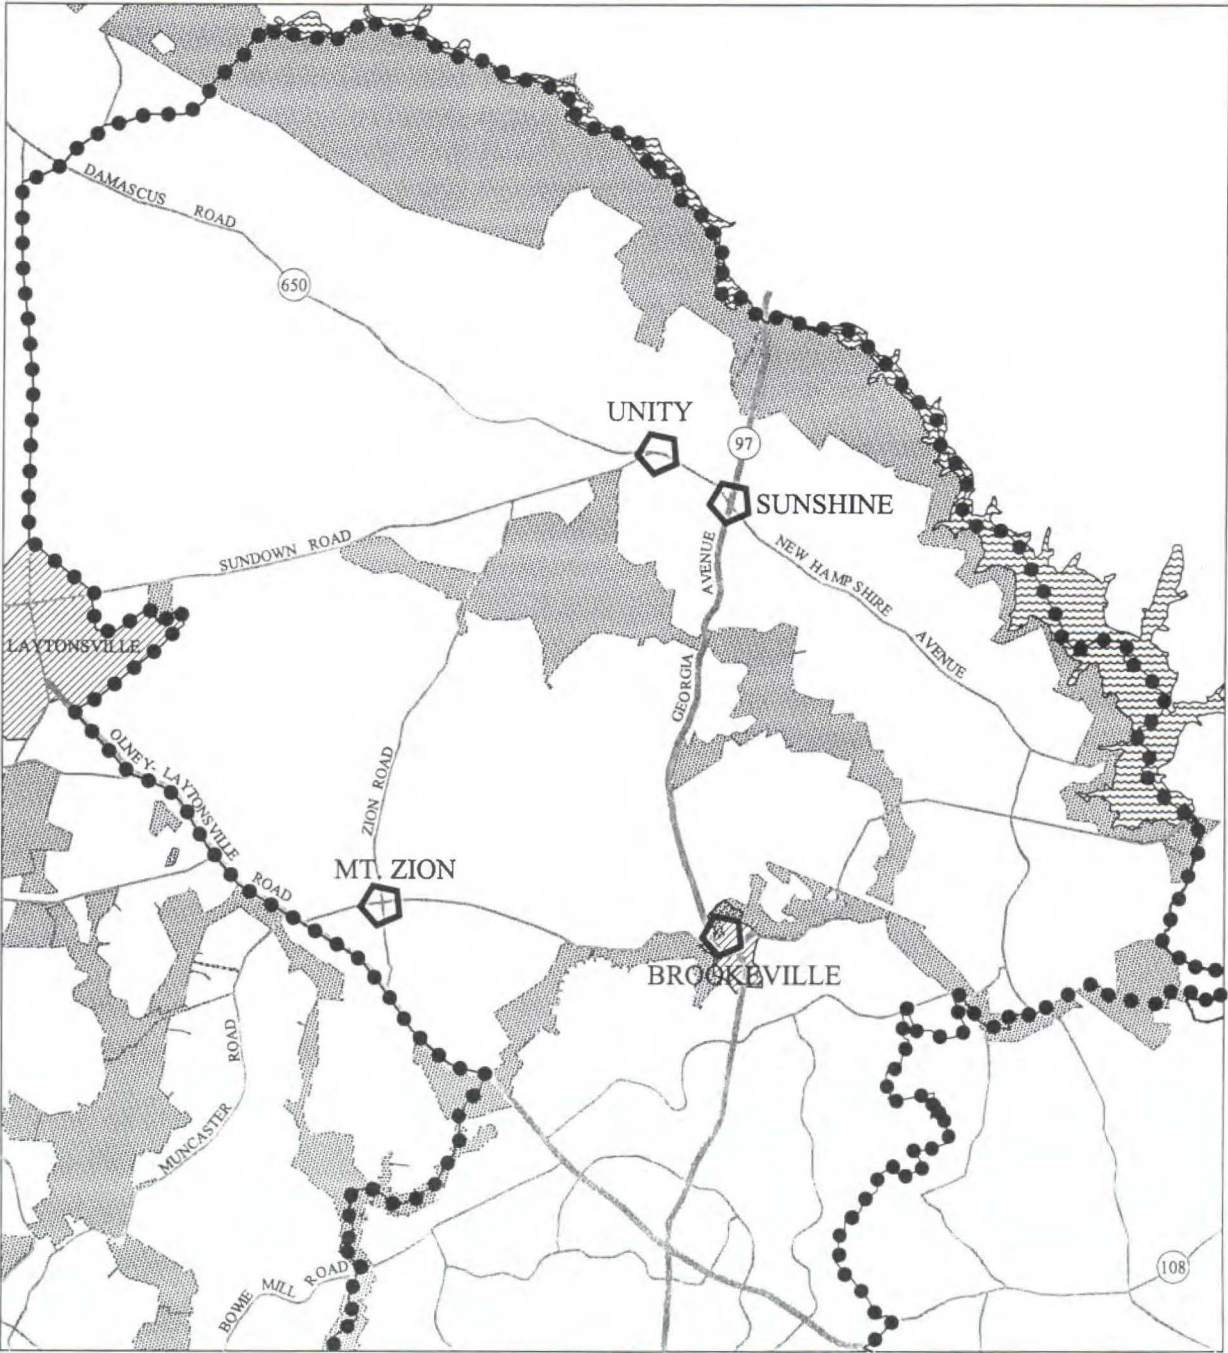 DAMASCUS ROAD
650
UNITY
97
SUNSHINE
SUNDOWN ROAD
AVENUE
NEW HAMPSHIRE
AVENUE
LAYTONSVILLE
GEORGIA
OLNEY-LAYTONSVILLE
ROAD
ZION ROAD
MT. ZION
BROOKEVILLE
ROAD
MUNCASTER
BOWIE MILL ROAD
108